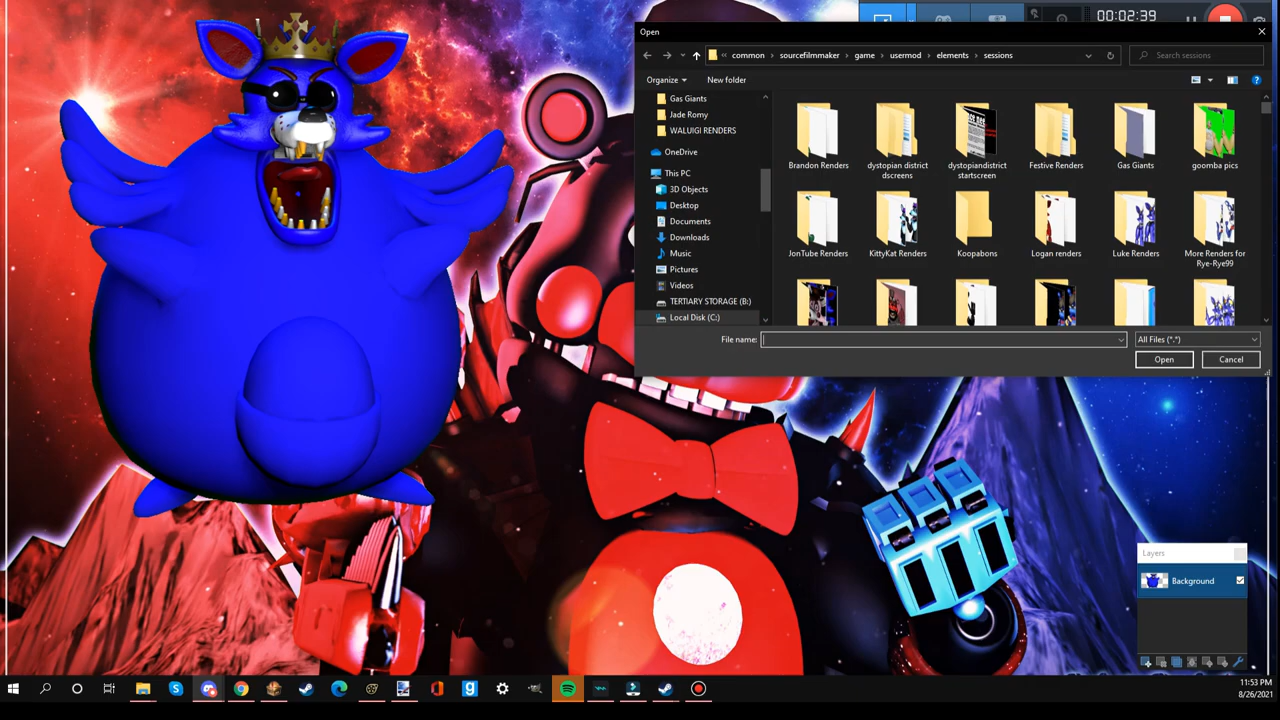 00:02:39
Open
« common › sourcefilmmaker › game › usermod › elements › sessions
Search sessions
Organize
New folder
Gas Giants
Jade Romy
WALUIGI RENDERS
OneDrive
This PC
3D Objects
Desktop
Documents
Downloads
Music
Pictures
Videos
TERTIARY STORAGE (B:)
Local Disk (C:)
Brandon Renders
dystopian district
dscreens
dystopiandistrict
startscreen
Festive Renders
Gas Giants
goomba pics
JonTube Renders
KittyKat Renders
Koopabons
Logan renders
Luke Renders
More Renders for
Rye-Rye99
File name:
All Files (*.*)
Open
Cancel
Layers
Background
11:53 PM
8/26/2021